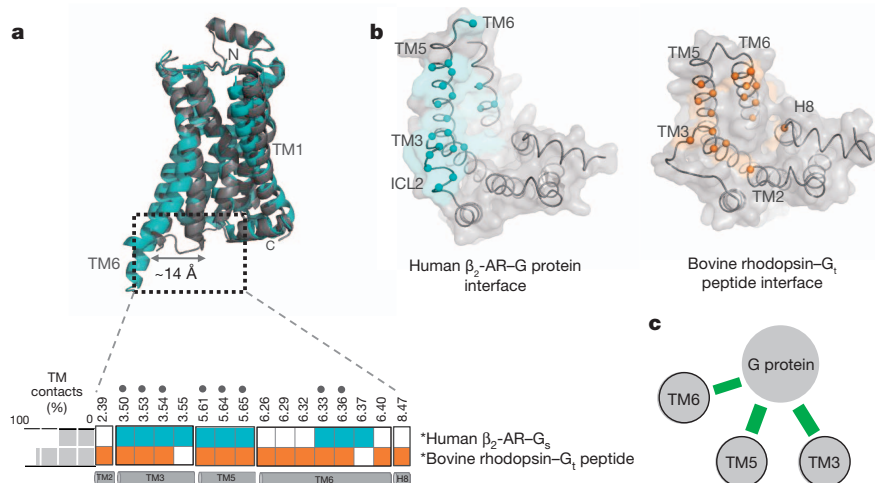 a
N
TM1
TM6
C
~14 Å
b
TM5
TM6
TM3
ICL2
Human β₂-AR–G protein
interface
TM6
TM5
H8
TM3
TM2
Bovine rhodopsin–Gₜ
peptide interface
TM
contacts
(%)
100
0
2.39
3.50
3.53
3.54
3.55
5.61
5.64
5.65
6.26
6.29
6.32
6.33
6.36
6.37
6.40
8.47
*Human β₂-AR–Gₛ
*Bovine rhodopsin–Gₜ peptide
TM2
TM3
TM5
TM6
H8
c
G protein
TM6
TM5
TM3